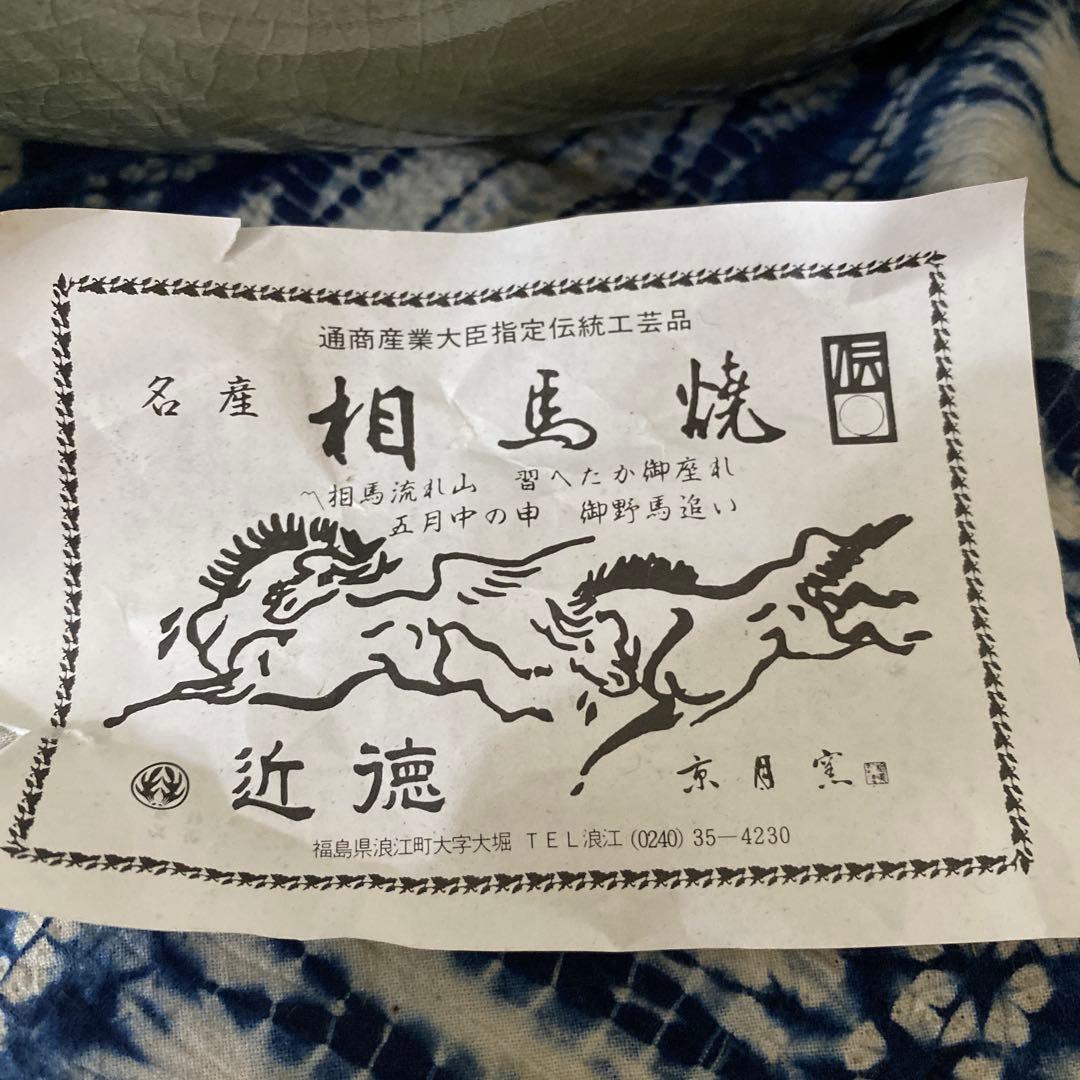 通商産業大臣指定伝統工芸品
名産 相馬燒
伝
〽相馬流れ山 習へたか御座れ
五月中の申 御野馬追い
近徳
京月窯
福島県浪江町大字大堀 TEL浪江(0240)35―4230